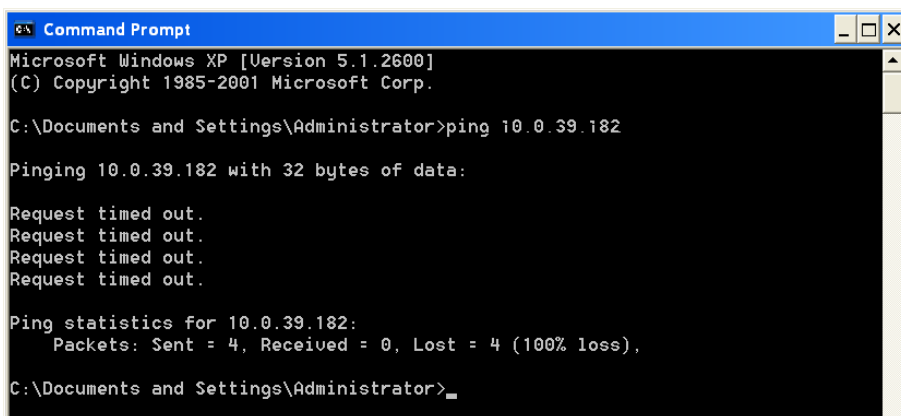 Command Prompt
Microsoft Windows XP [Version 5.1.2600]
(C) Copyright 1985-2001 Microsoft Corp.
C:\Documents and Settings\Administrator>ping 10.0.39.182
Pinging 10.0.39.182 with 32 bytes of data:
Request timed out.
Request timed out.
Request timed out.
Request timed out.
Ping statistics for 10.0.39.182:
    Packets: Sent = 4, Received = 0, Lost = 4 (100% loss),
C:\Documents and Settings\Administrator>_